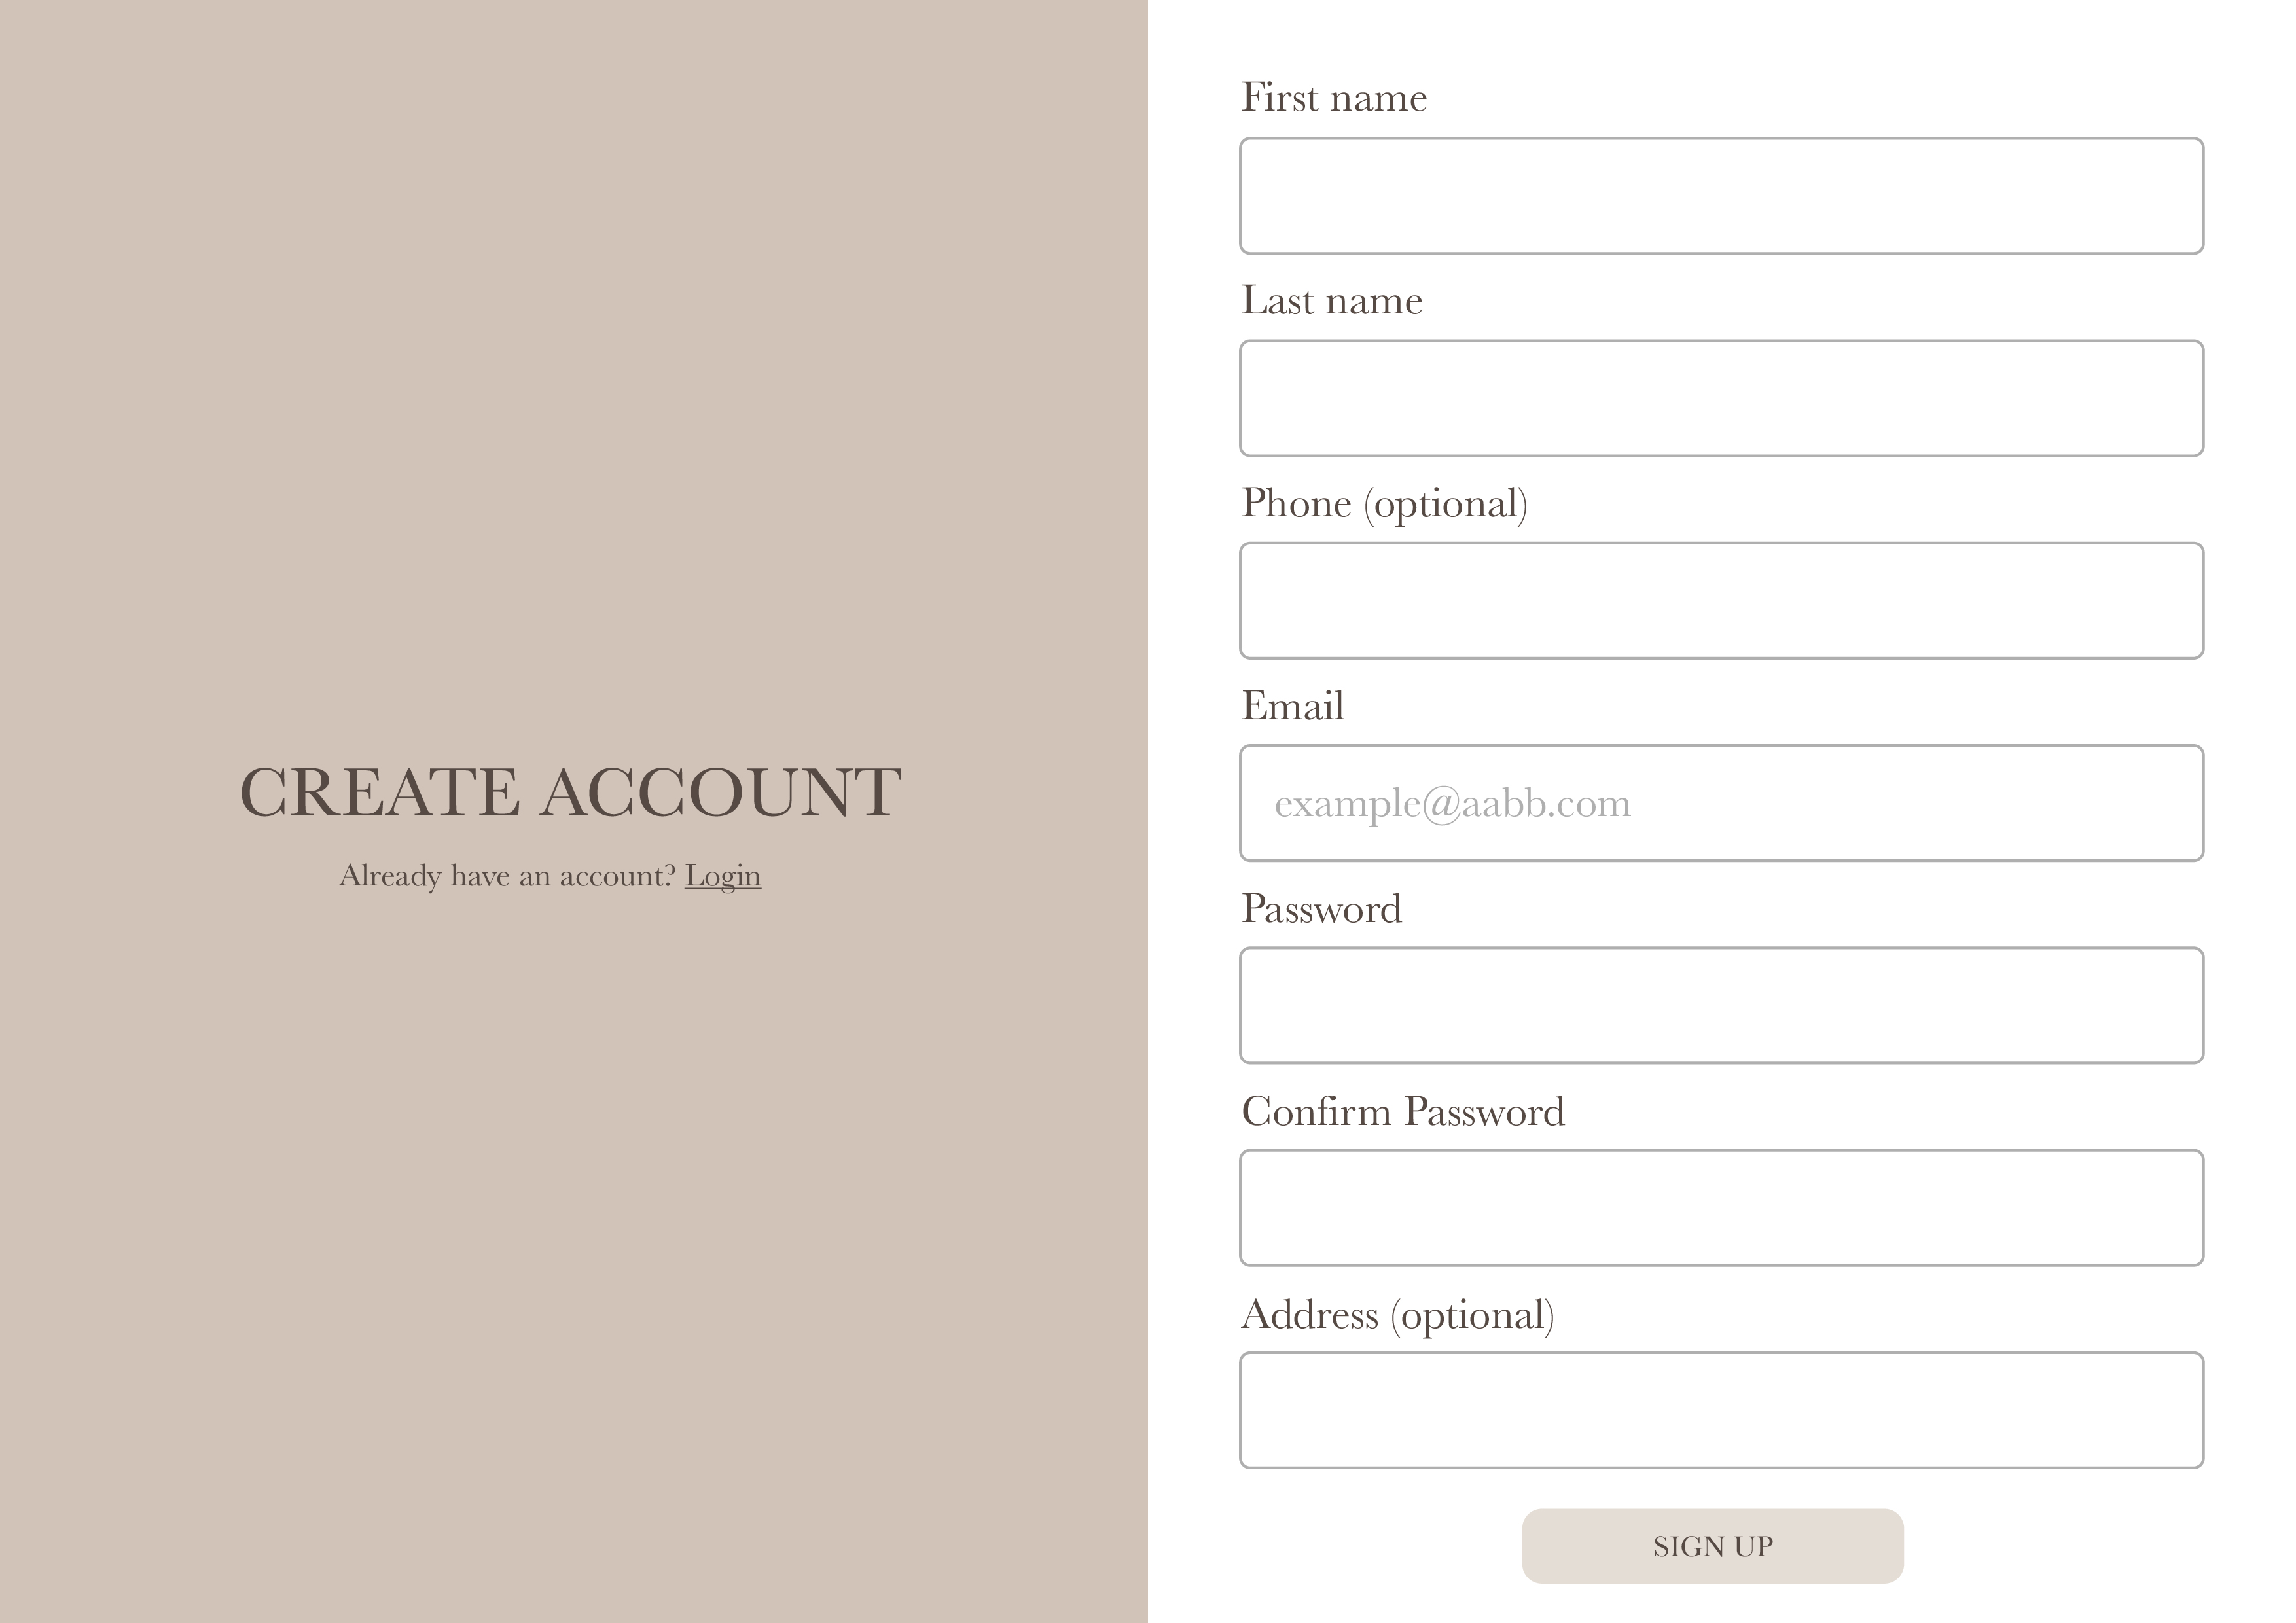 CREATE ACCOUNT
Already have an account? Login
First name
Last name
Phone (optional)
Email
example@aabb.com
Password
Confirm Password
Address (optional)
SIGN UP